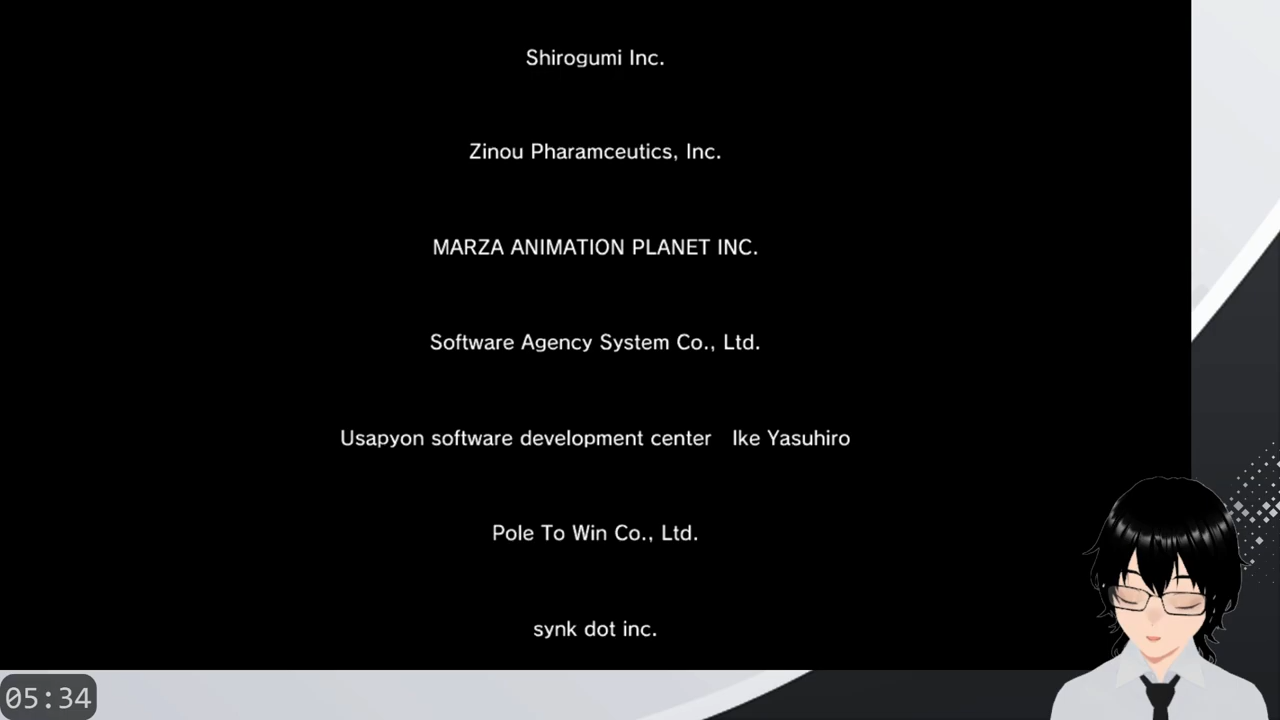 Shirogumi Inc.
Zinou Pharamceutics, Inc.
MARZA ANIMATION PLANET INC.
Software Agency System Co., Ltd.
Usapyon software development center Ike Yasuhiro
Pole To Win Co., Ltd.
synk dot inc.
05:34